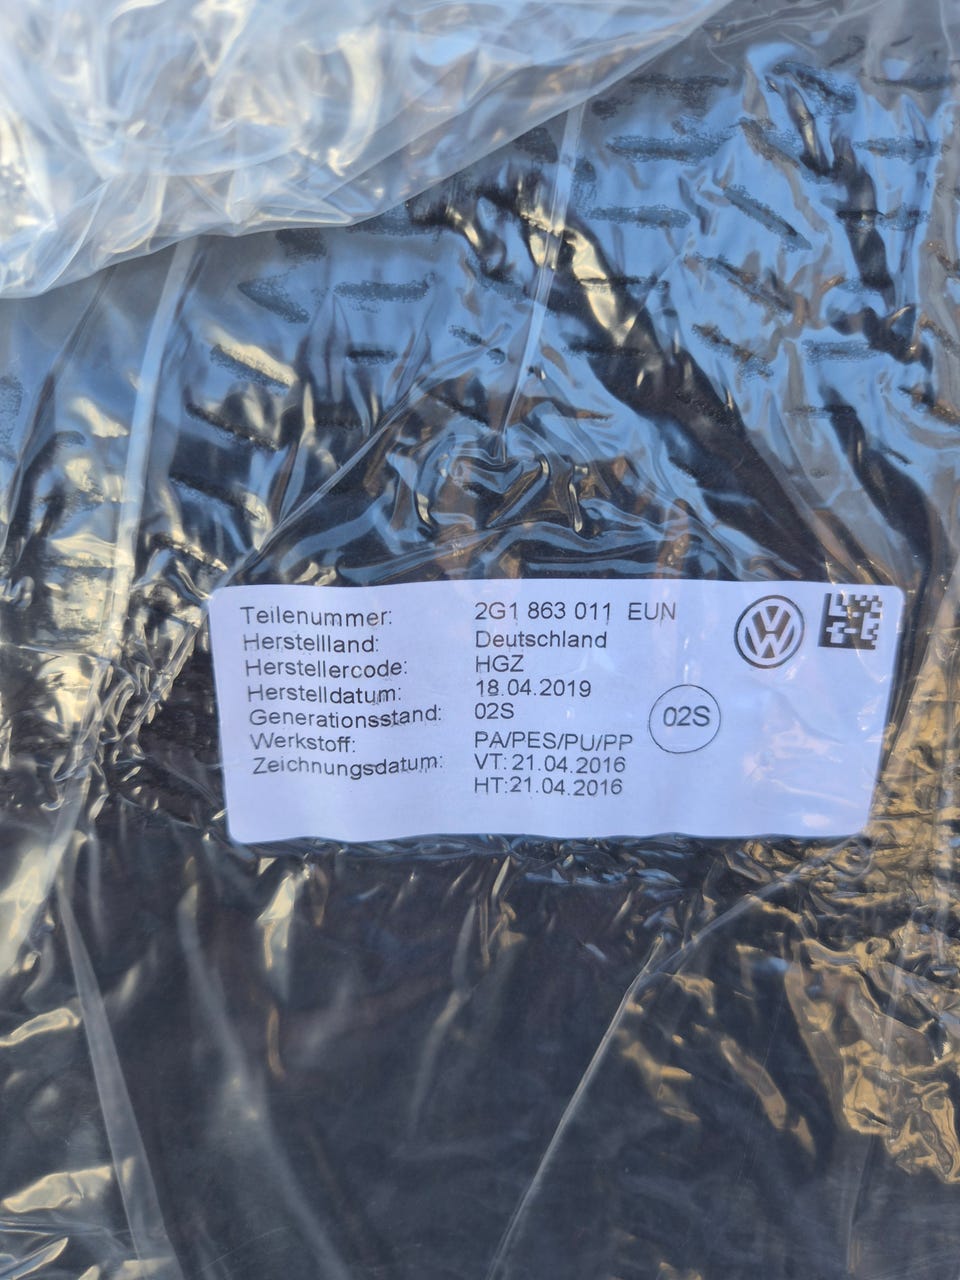 Teilenummer: 2G1 863 011 EUN
Herstellland: Deutschland
Herstellercode: HGZ
Herstelldatum: 18.04.2019
Generationsstand: 02S
02S
Werkstoff: PA/PES/PU/PP
Zeichnungsdatum: VT: 21.04.2016
HT:21.04.2016